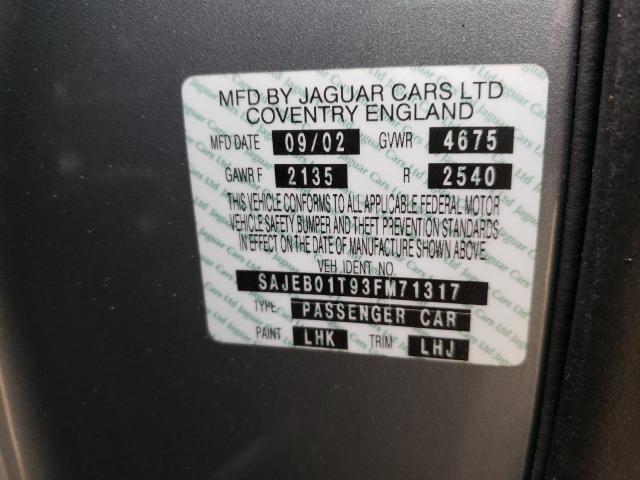 MFD BY JAGUAR CARS LTD
COVENTRY ENGLAND
MFD DATE 09/02 GVWR 4675
GAWR F 2135 R 2540
THIS VEHICLE CONFORMS TO ALL APPLICABLE FEDERAL MOTOR
VEHICLE SAFETY BUMPER AND THEFT PREVENTION STANDARDS
IN EFFECT ON THE DATE OF MANUFACTURE SHOWN ABOVE.
VEH. IDENT NO.
SAJEB01T93FM71317
TYPE PASSENGER CAR
PAINT LHK TRIM LHJ